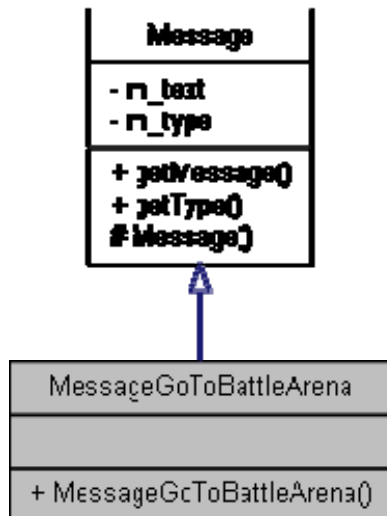 Message
- m_text
- m_type
+ getMessage()
+ getType()
# Message()
MessageGoToBattleArena
+ MessageGoToBattleArena()